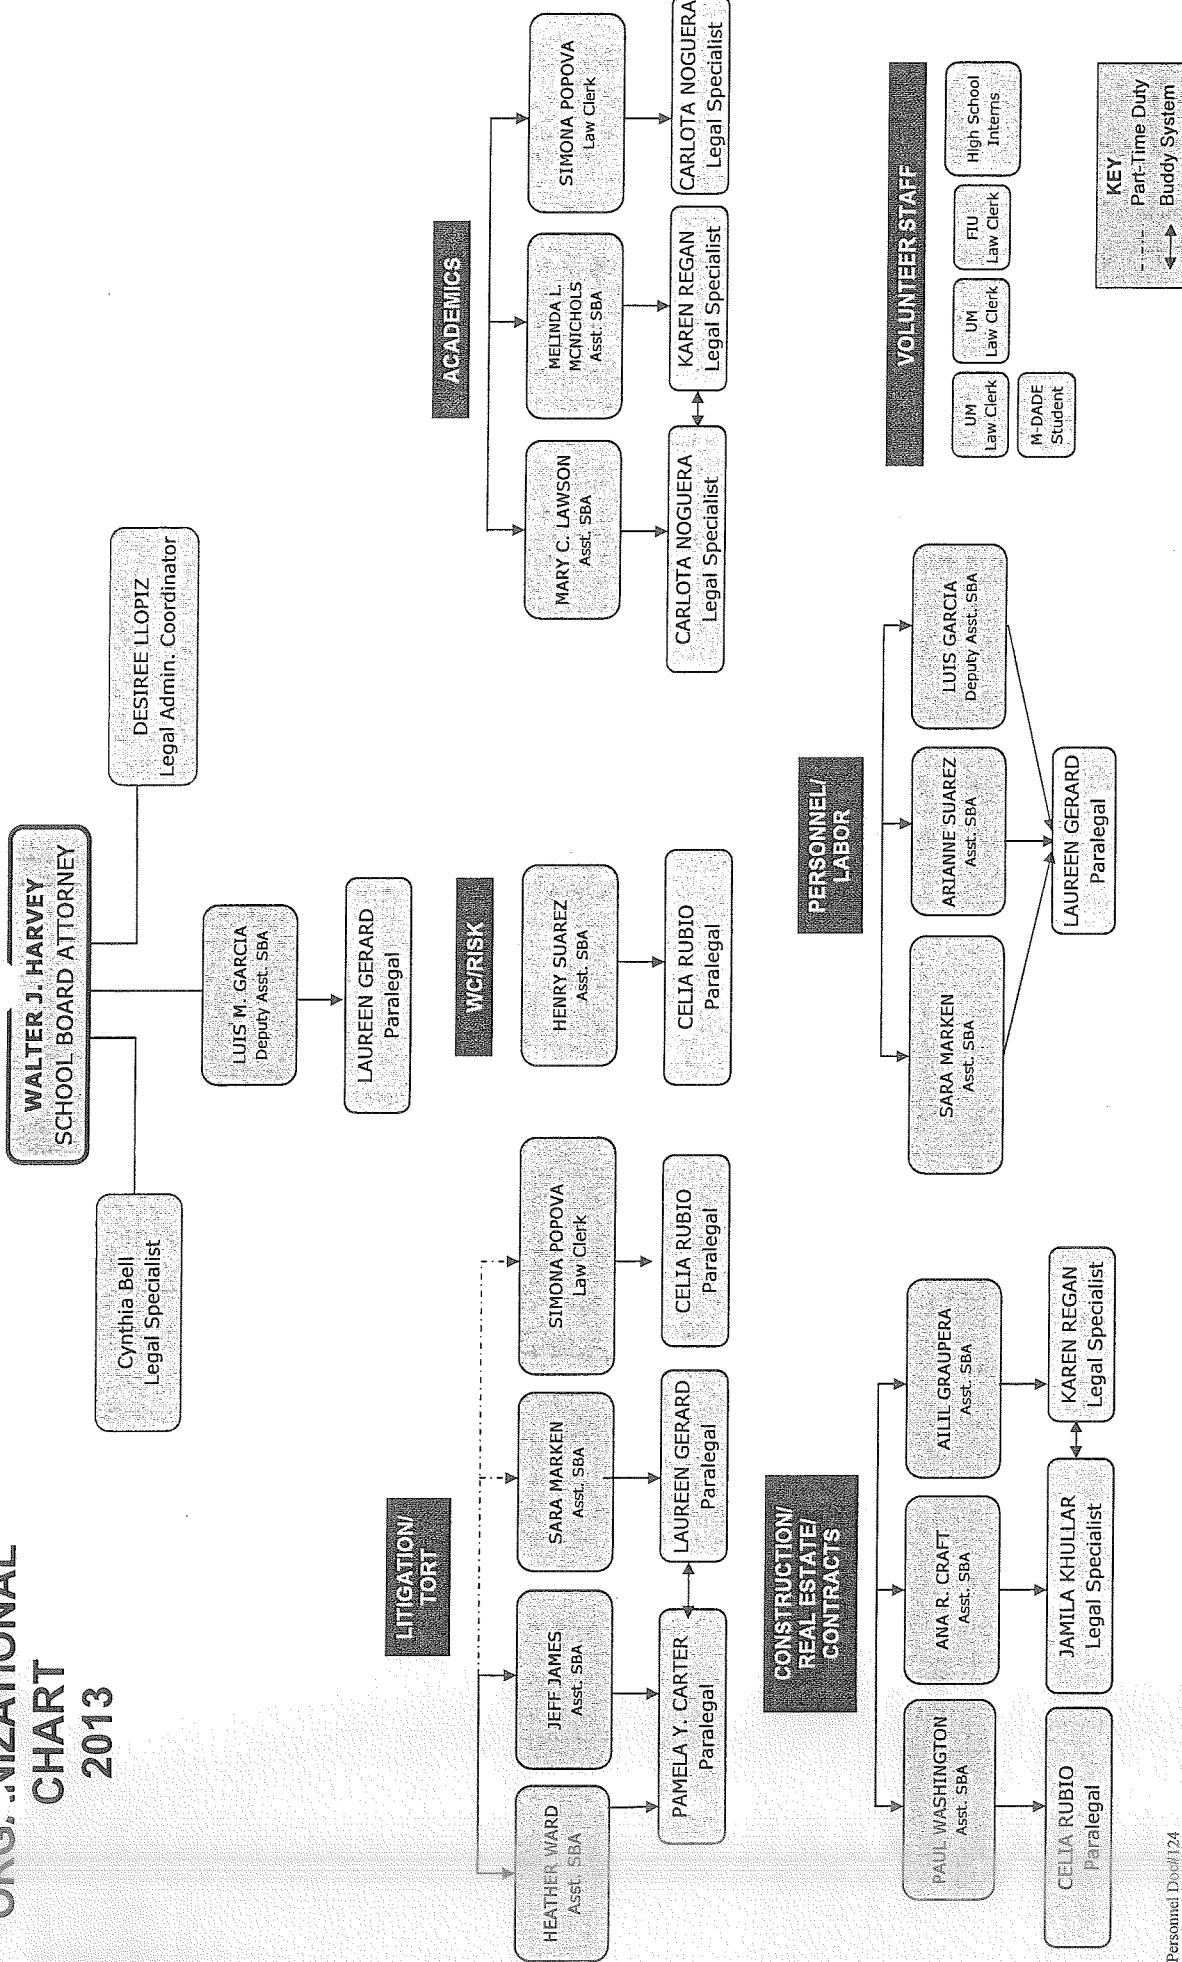 ORGANIZATIONAL
CHART
2013
WALTER J. HARVEY
SCHOOL BOARD ATTORNEY
Cynthia Bell
Legal Specialist
DESIREE LLOPIZ
Legal Admin. Coordinator
LUIS M. GARCIA
Deputy Asst. SBA
LAUREEN GERARD
Paralegal
LITIGATION/
TORT
HEATHER WARD
Asst SBA
JEFF JAMES
Asst. SBA
SARA MARKEN
Asst. SBA
SIMONA POPOVA
Law Clerk
PAMELA Y. CARTER
Paralegal
LAUREEN GERARD
Paralegal
CELIA RUBIO
Paralegal
WC/RISK
HENRY SUAREZ
Asst. SBA
CELIA RUBIO
Paralegal
ACADEMICS
MARY C. LAWSON
Asst. SBA
MELINDA L.
MCNICHOLS
Asst. SBA
SIMONA POPOVA
Law Clerk
CARLOTA NOGUERA
Legal Specialist
KAREN REGAN
Legal Specialist
CARLOTA NOGUERA
Legal Specialist
CONSTRUCTION/
REAL ESTATE/
CONTRACTS
PAUL WASHINGTON
Asst. SBA
ANA R. CRAFT
Asst. SBA
AILIL GRAUPERA
Asst. SBA
CELIA RUBIO
Paralegal
JAMILA KHULLAR
Legal Specialist
KAREN REGAN
Legal Specialist
PERSONNEL/
LABOR
SARA MARKEN
Asst. SBA
ARIANNE SUAREZ
Asst. SBA
LUIS GARCIA
Deputy Asst. SBA
LAUREEN GERARD
Paralegal
VOLUNTEER STAFF
UM
Law Clerk
UM
Law Clerk
FIU
Law Clerk
High School
Interns
M-DADE
Student
KEY
Part-Time Duty
Buddy System
Personnel Doc/124